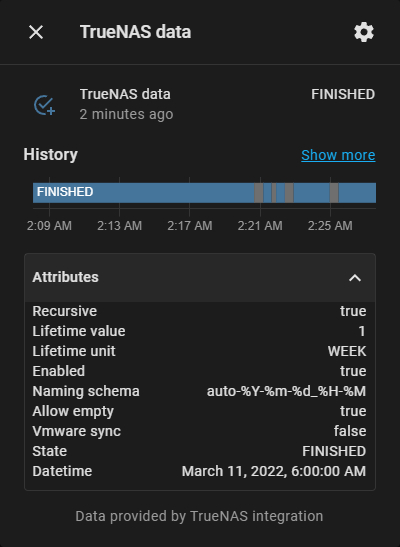 TrueNAS data
TrueNAS data FINISHED
2 minutes ago
History Show more
FINISHED
2:09 AM 2:13 AM 2:17 AM 2:21 AM 2:25 AM
Attributes
Recursive true
Lifetime value 1
Lifetime unit WEEK
Enabled true
Naming schema auto-%Y-%m-%d_%H-%M
Allow empty true
Vmware sync false
State FINISHED
Datetime March 11, 2022, 6:00:00 AM
Data provided by TrueNAS integration